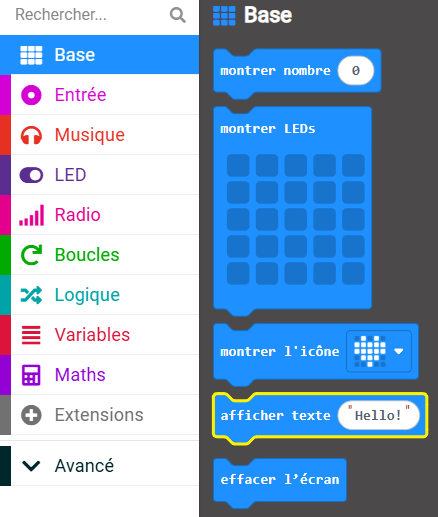 Rechercher...
Base
Entrée
Musique
LED
Radio
Boucles
Logique
Variables
Maths
Extensions
Avancé
Base
montrer nombre 0
montrer LEDs
montrer l'icône
afficher texte "Hello!"
effacer l’écran